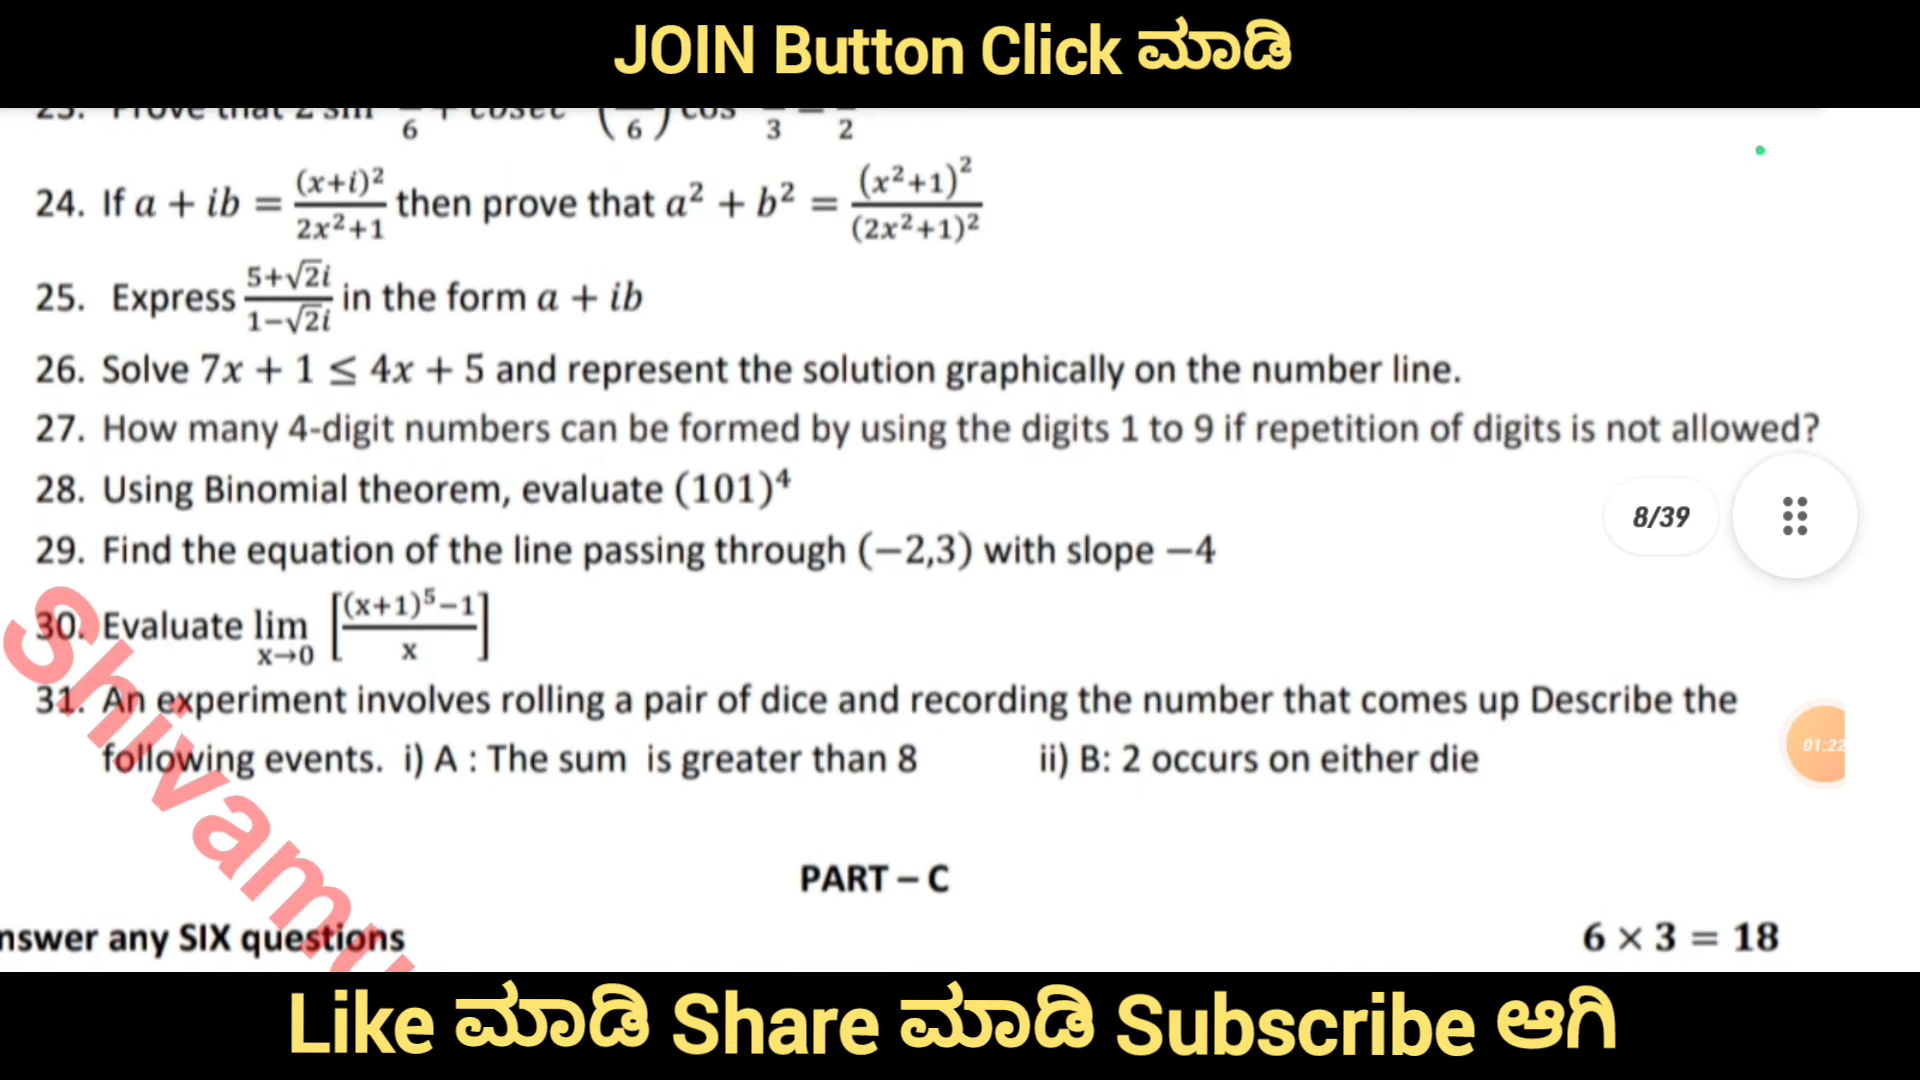 JOIN Button Click ಮಾಡಿ
24. If a + ib = (x+i)²/2x²+1 then prove that a² + b² = (x²+1)²/(2x²+1)²
25. Express 5+√2i/1−√2i in the form a + ib
26. Solve 7x + 1 ≤ 4x + 5 and represent the solution graphically on the number line.
27. How many 4-digit numbers can be formed by using the digits 1 to 9 if repetition of digits is not allowed?
28. Using Binomial theorem, evaluate (101)⁴
8/39
29. Find the equation of the line passing through (−2,3) with slope −4
30. Evaluate lim x→0 [(x+1)⁵−1/x]
31. An experiment involves rolling a pair of dice and recording the number that comes up Describe the
following events. i) A : The sum is greater than 8 ii) B: 2 occurs on either die
01:22
PART – C
nswer any SIX questions 6 × 3 = 18
Like ಮಾಡಿ Share ಮಾಡಿ Subscribe ಆಗಿ